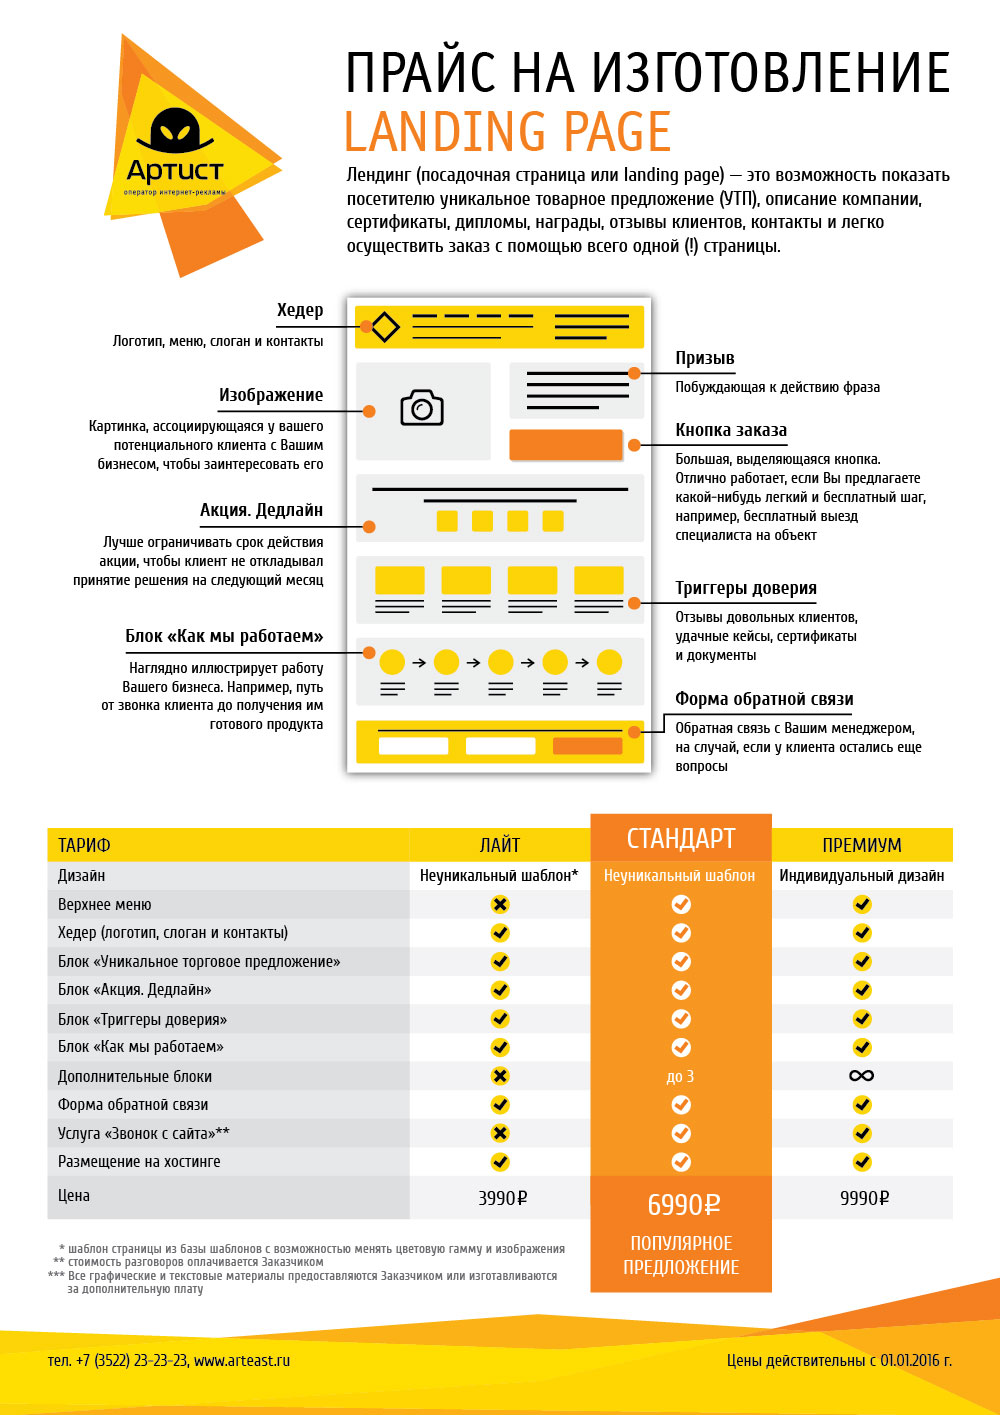 Артист
оператор интернет-рекламы
ПРАЙС НА ИЗГОТОВЛЕНИЕ
LANDING PAGE
Лендинг (посадочная страница или landing page) — это возможность показать
посетителю уникальное товарное предложение (УТП), описание компании,
сертификаты, дипломы, награды, отзывы клиентов, контакты и легко
осуществить заказ с помощью всего одной (!) страницы.
Хедер
Логотип, меню, слоган и контакты
Изображение
Картинка, ассоциирующаяся у вашего
потенциального клиента с Вашим
бизнесом, чтобы заинтересовать его
Акция. Дедлайн
Лучше ограничивать срок действия
акции, чтобы клиент не откладывал
принятие решения на следующий месяц
Блок «Как мы работаем»
Наглядно иллюстрирует работу
Вашего бизнеса. Например, путь
от звонка клиента до получения им
готового продукта
Призыв
Побуждающая к действию фраза
Кнопка заказа
Большая, выделяющаяся кнопка.
Отлично работает, если Вы предлагаете
какой-нибудь легкий и бесплатный шаг,
например, бесплатный выезд
специалиста на объект
Триггеры доверия
Отзывы довольных клиентов,
удачные кейсы, сертификаты
и документы
Форма обратной связи
Обратная связь с Вашим менеджером,
на случай, если у клиента остались еще
вопросы
ТАРИФ ЛАЙТ СТАНДАРТ ПРЕМИУМ
Дизайн Неуникальный шаблон* Неуникальный шаблон Индивидуальный дизайн
Верхнее меню
Хедер (логотип, слоган и контакты)
Блок «Уникальное торговое предложение»
Блок «Акция. Дедлайн»
Блок «Триггеры доверия»
Блок «Как мы работаем»
Дополнительные блоки до 3 ∞
Форма обратной связи
Услуга «Звонок с сайта»**
Размещение на хостинге
Цена 3990₽ 6990₽ 9990₽
ПОПУЛЯРНОЕ
ПРЕДЛОЖЕНИЕ
* шаблон страницы из базы шаблонов с возможностью менять цветовую гамму и изображения
** стоимость разговоров оплачивается Заказчиком
*** Все графические и текстовые материалы предоставляются Заказчиком или изготавливаются
за дополнительную плату
тел. +7 (3522) 23-23-23, www.arteast.ru
Цены действительны с 01.01.2016 г.